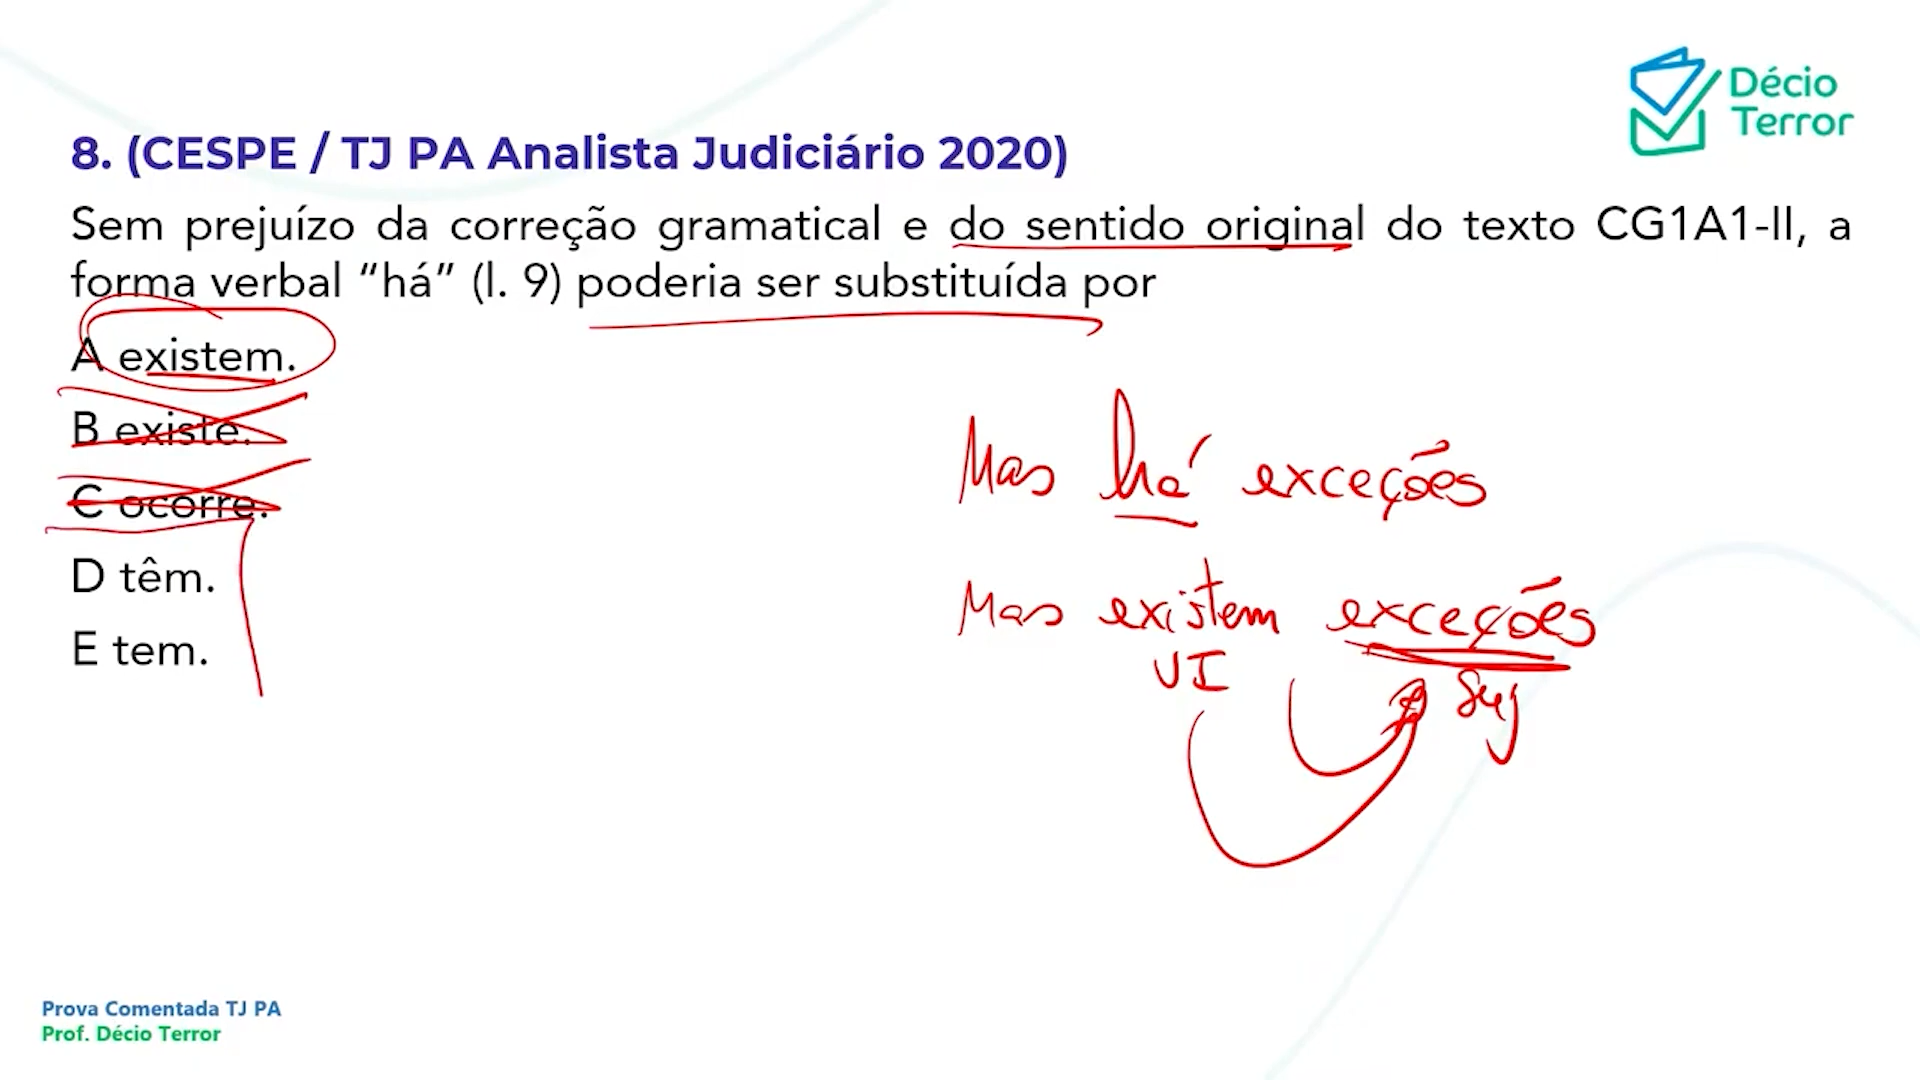 Décio
Terror
8. (CESPE / TJ PA Analista Judiciário 2020)
Sem prejuízo da correção gramatical e do sentido original do texto CG1A1-II, a
forma verbal “há” (l. 9) poderia ser substituída por
A existem.
B existe.
C ocorre.
D têm.
E tem.
Mas há exceções
Mas existem exceções
VI
Suj
Prova Comentada TJ PA
Prof. Décio Terror